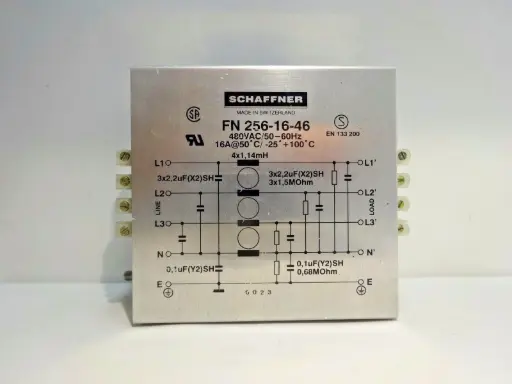 SCHAFFNER
MADE IN SWITZERLAND
FN 256-16-46
480VAC/50-60Hz
16A@50°C/ -25°+100°C
EN 133 200
4x1,14mH
L1 L1'
3x2.2uF(X2)SH 3x2,2uF(X2)SH
3x1,5MOhm
L2 L2'
LINE LOAD
L3 L3'
N N'
0,1uF(Y2)SH 0,1uF(Y2)SH
0,68MOhm
E E